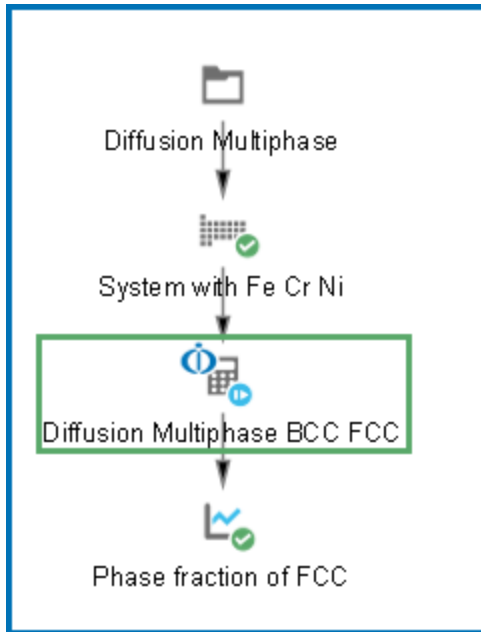 Diffusion Multiphase
System with Fe Cr Ni
Diffusion Multiphase BCC FCC
Phase fraction of FCC